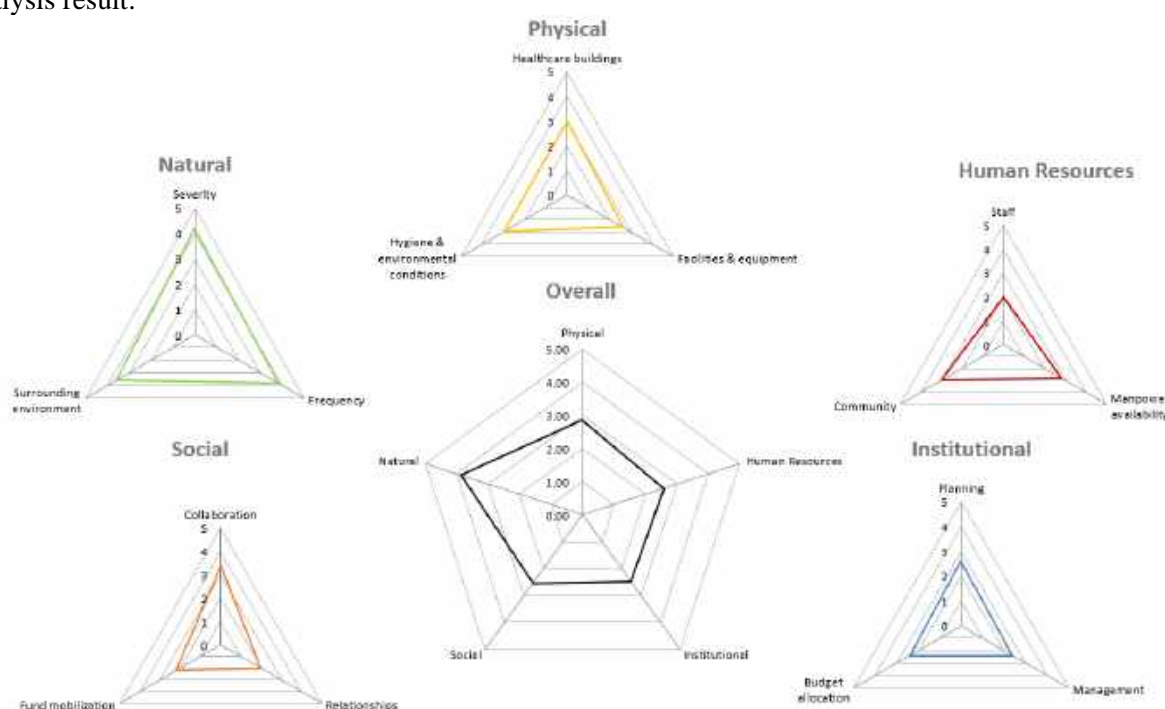 lysis result.
Physical
Healthcare buildings
5
4
3
2
1
0
Hygiene &
environmental
conditions
Facilities & equipment
Natural
Severity
5
4
3
2
1
0
Surrounding
environment
Frequency
Human Resources
Staff
5
4
3
2
1
0
Community
Manpower
availability
Overall
Physical
5.00
4.00
3.00
2.00
1.00
0.00
Natural
Human Resources
Social
Institutional
Social
Collaboration
5
4
3
2
1
0
Fund mobilization
Relationships
Institutional
Planning
5
4
3
2
1
0
Budget
allocation
Management